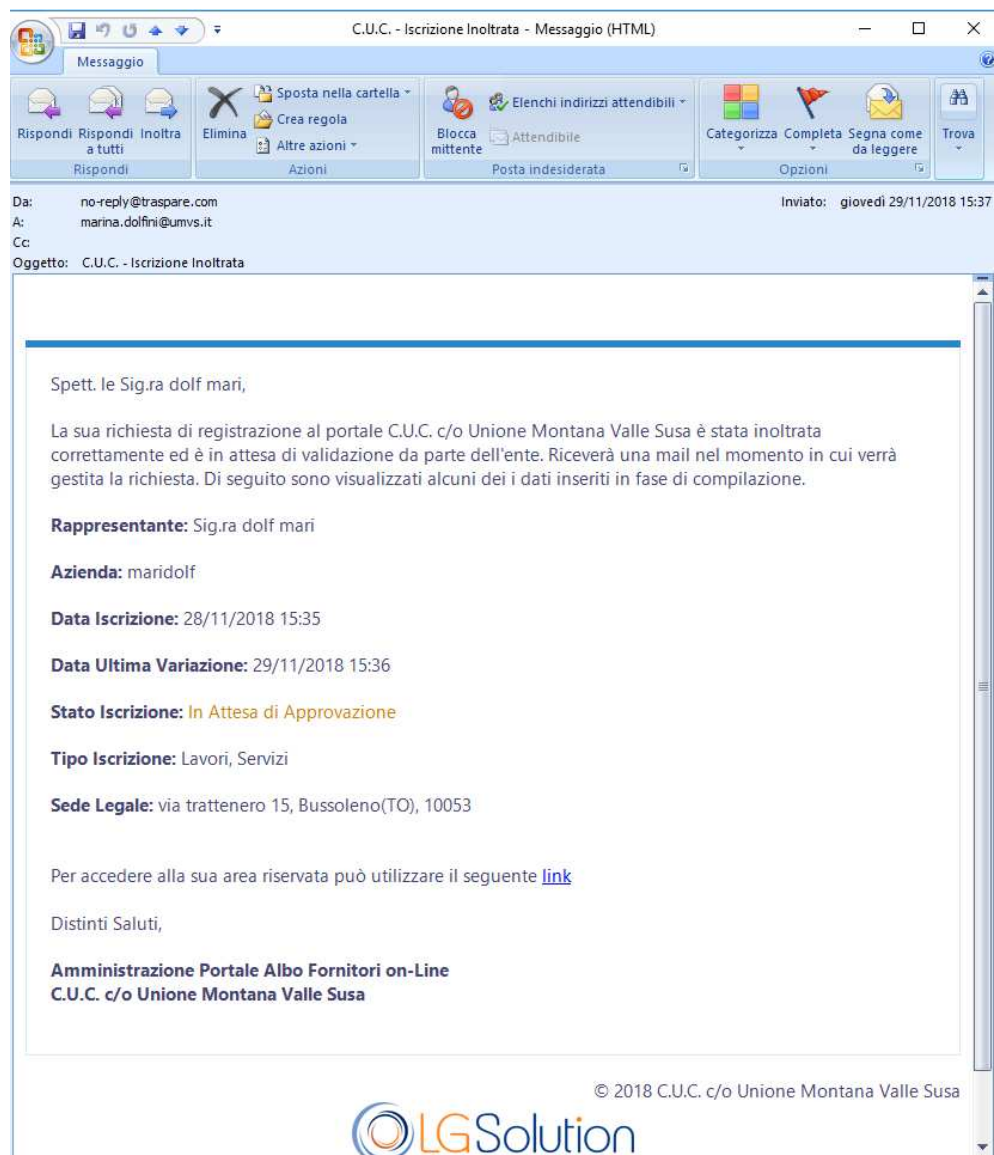 C.U.C. - Iscrizione Inoltrata - Messaggio (HTML)
Messaggio
Rispondi
Rispondi a tutti
Inoltra
Rispondi
Elimina
Sposta nella cartella
Crea regola
Altre azioni
Azioni
Blocca mittente
Elenchi indirizzi attendibili
Attendibile
Posta indesiderata
Categorizza
Completa
Segna come da leggere
Opzioni
Trova
Da: no-reply@traspare.com
Inviato: giovedì 29/11/2018 15:37
A: marina.dolfini@umvs.it
Cc:
Oggetto: C.U.C. - Iscrizione Inoltrata
Spett. le Sig.ra dolf mari,
La sua richiesta di registrazione al portale C.U.C. c/o Unione Montana Valle Susa è stata inoltrata
correttamente ed è in attesa di validazione da parte dell'ente. Riceverà una mail nel momento in cui verrà
gestita la richiesta. Di seguito sono visualizzati alcuni dei i dati inseriti in fase di compilazione.
Rappresentante: Sig.ra dolf mari
Azienda: maridolf
Data Iscrizione: 28/11/2018 15:35
Data Ultima Variazione: 29/11/2018 15:36
Stato Iscrizione: In Attesa di Approvazione
Tipo Iscrizione: Lavori, Servizi
Sede Legale: via trattenero 15, Bussoleno(TO), 10053
Per accedere alla sua area riservata può utilizzare il seguente link
Distinti Saluti,
Amministrazione Portale Albo Fornitori on-Line
C.U.C. c/o Unione Montana Valle Susa
© 2018 C.U.C. c/o Unione Montana Valle Susa
LGSolution